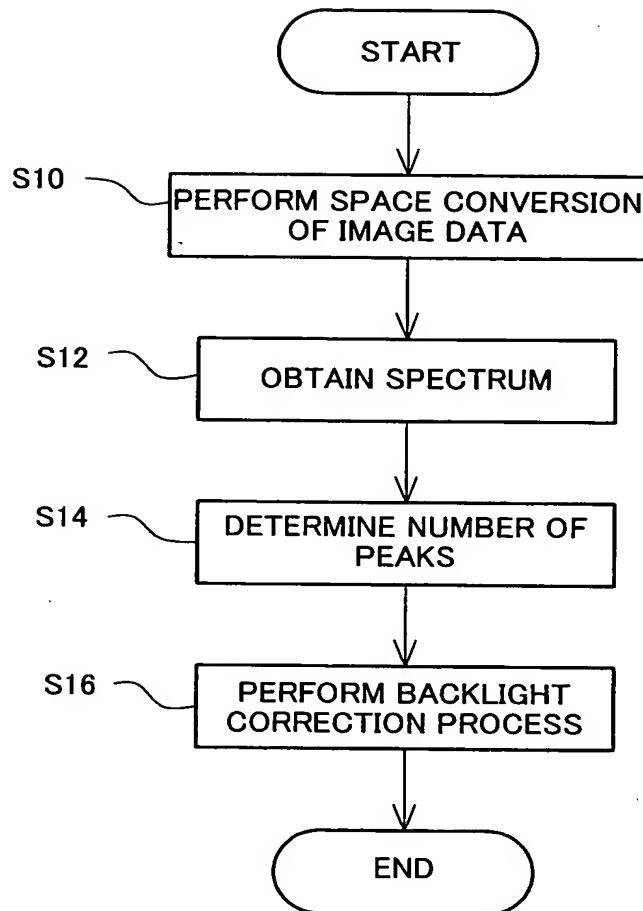 START
S10
PERFORM SPACE CONVERSION
OF IMAGE DATA
S12
OBTAIN SPECTRUM
S14
DETERMINE NUMBER OF
PEAKS
S16
PERFORM BACKLIGHT
CORRECTION PROCESS
END